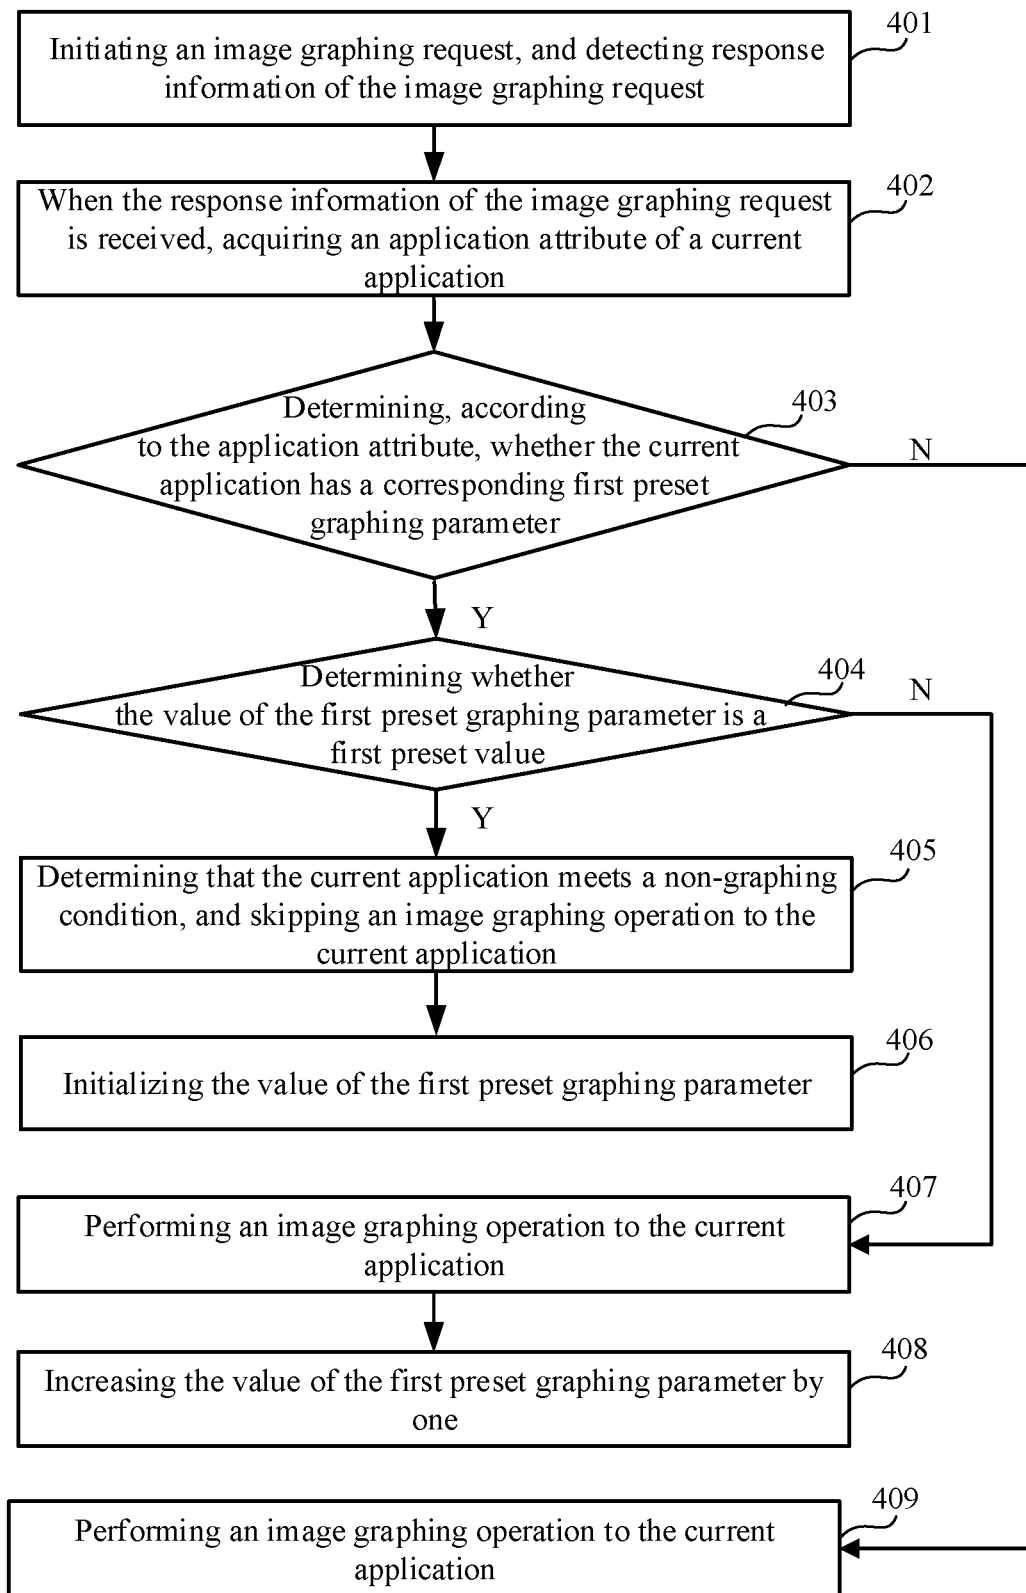 401
Initiating an image graphing request, and detecting response
information of the image graphing request
402
When the response information of the image graphing request
is received, acquiring an application attribute of a current
application
403
Determining, according
to the application attribute, whether the current
application has a corresponding first preset
graphing parameter
N
Y
404
Determining whether
the value of the first preset graphing parameter is a
first preset value
N
Y
405
Determining that the current application meets a non-graphing
condition, and skipping an image graphing operation to the
current application
406
Initializing the value of the first preset graphing parameter
407
Performing an image graphing operation to the current
application
408
Increasing the value of the first preset graphing parameter by
one
409
Performing an image graphing operation to the current
application